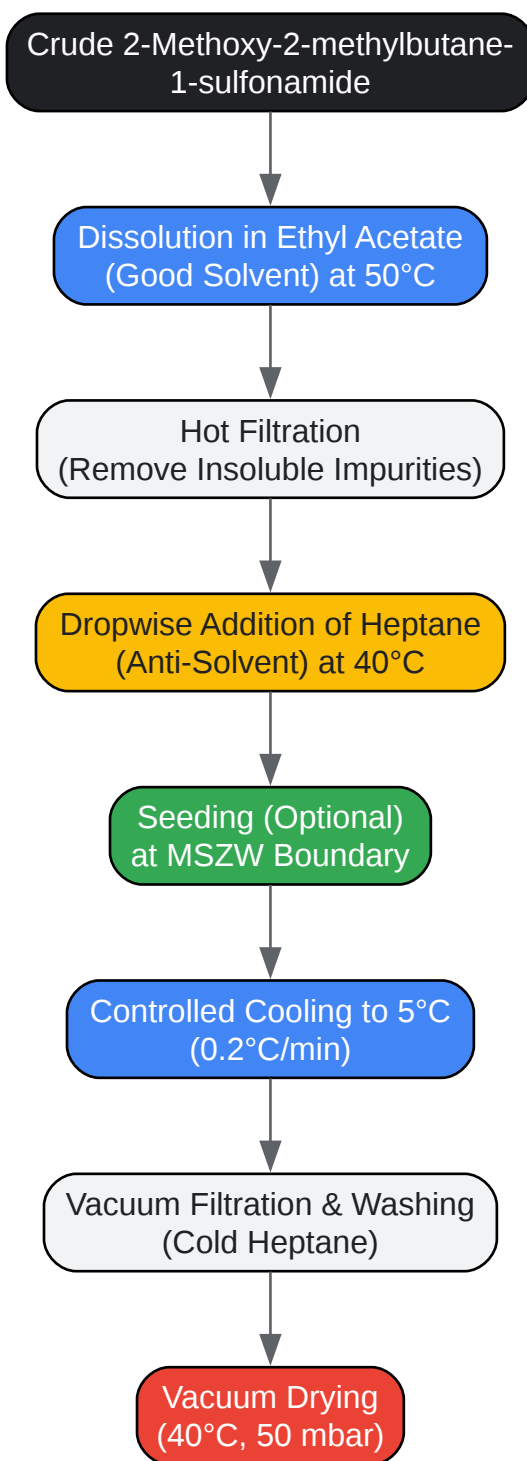 Crude 2-Methoxy-2-methylbutane-
1-sulfonamide
Dissolution in Ethyl Acetate
(Good Solvent) at 50°C
Hot Filtration
(Remove Insoluble Impurities)
Dropwise Addition of Heptane
(Anti-Solvent) at 40°C
Seeding (Optional)
at MSZW Boundary
Controlled Cooling to 5°C
(0.2°C/min)
Vacuum Filtration & Washing
(Cold Heptane)
Vacuum Drying
(40°C, 50 mbar)